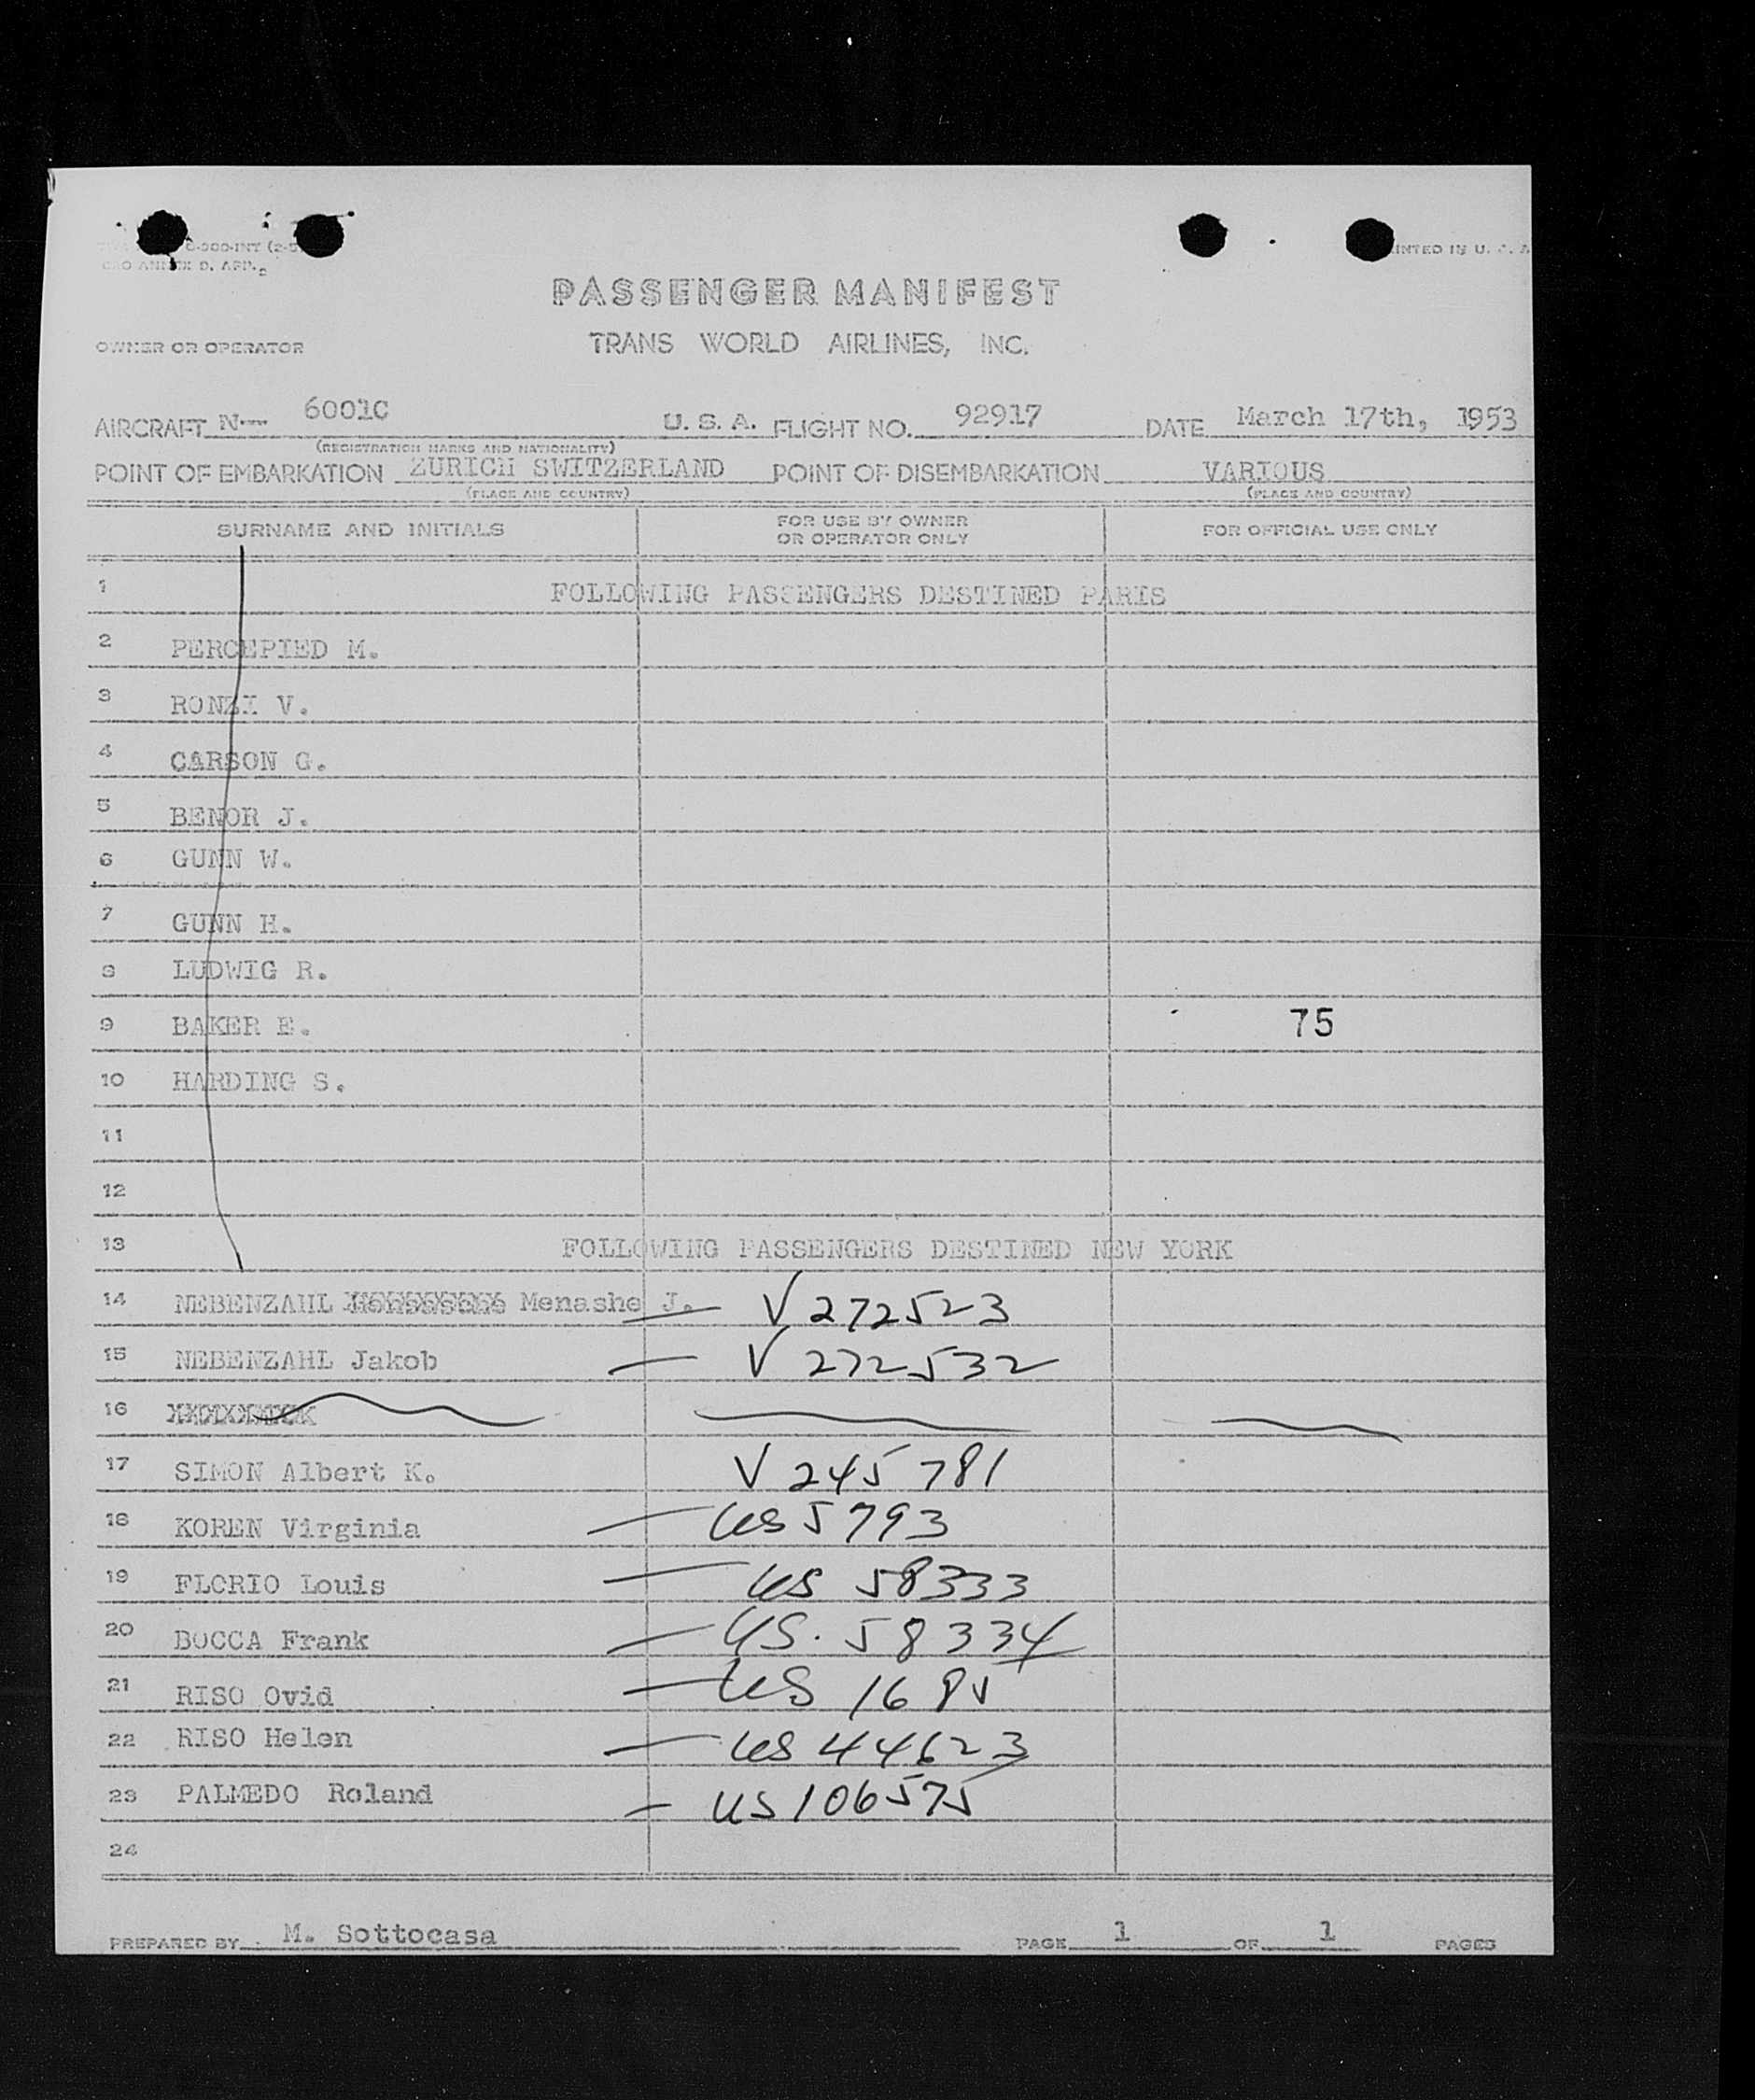 PRINTED IN U. S. A
PASSENGER MANIFEST
OWNER OR OPERATOR TRANS WORLD AIRLINES, INC.
AIRCRAFT N-- 6001C U. S. A. FLIGHT NO. 92917 DATE March 17th, 1953
(REGISTRATION MARKS AND NATIONALITY)
POINT OF EMBARKATION ZURICH SWITZERLAND POINT OF DISEMBARKATION VARIOUS
(PLACE AND COUNTRY) (PLACE AND COUNTRY)
SURNAME AND INITIALS FOR USE BY OWNER OR OPERATOR ONLY FOR OFFICIAL USE ONLY
1 FOLLOWING PASSENGERS DESTINED PARIS
2 PERCEPIED M.
3 RONZI V.
4 CARSON G.
5 BENOR J.
6 GUNN W.
7 GUNN H.
8 LUDWIG R.
9 BAKER E. 75
10 HARDING S.
11
12
13 FOLLOWING PASSENGERS DESTINED NEW YORK
14 NEBENZAHL Menashe J. — V 272523
15 NEBENZAHL Jakob — V 272532
16
17 SIMON Albert K. V 245781
18 KOREN Virginia — US 5793
19 FLORIO Louis — US 58333
20 BOCCA Frank — US. 58334
21 RISO Ovid — US 1685
22 RISO Helen — US 44623
23 PALMEDO Roland — US 106575
24
PREPARED BY M. Sottocasa PAGE 1 OF 1 PAGES